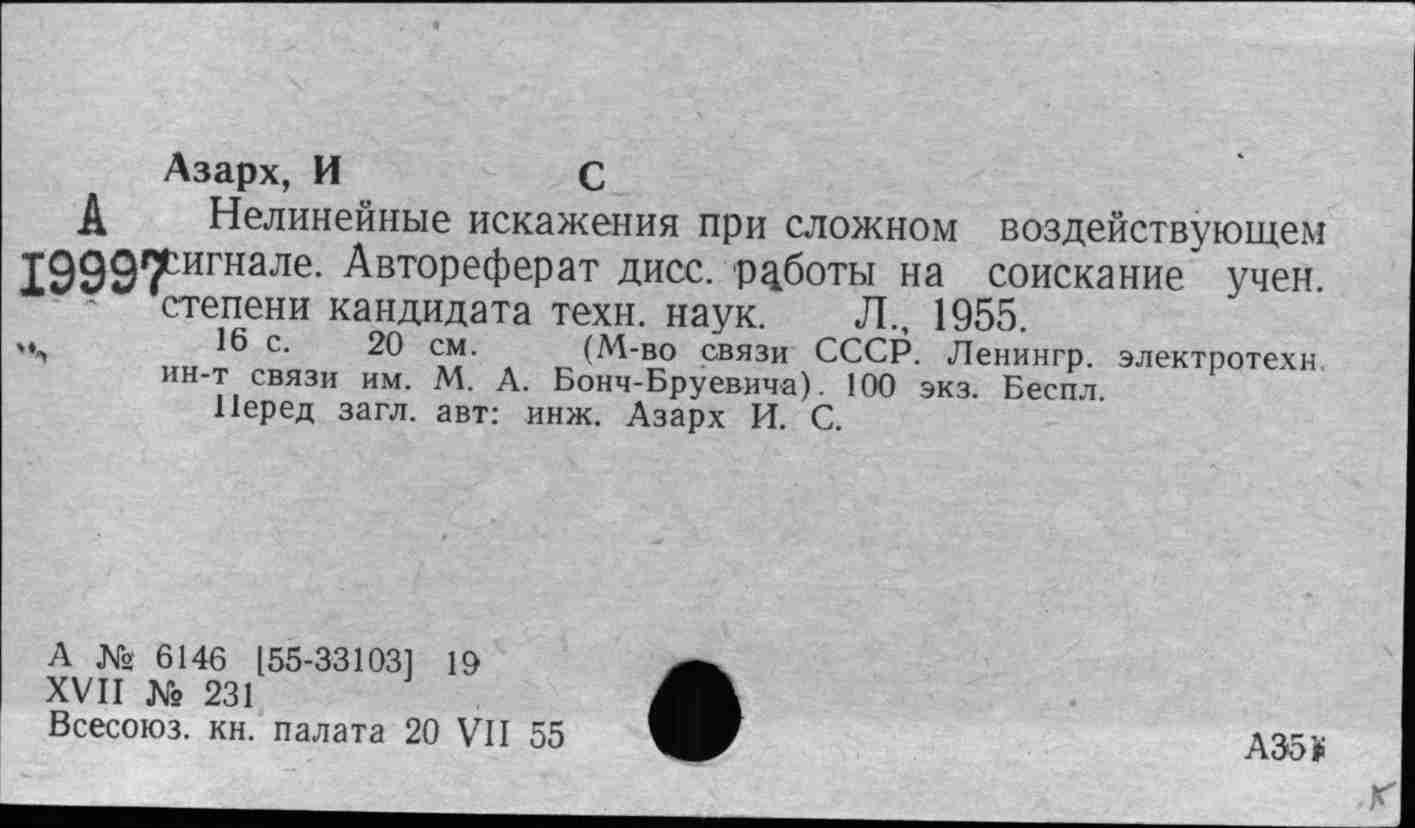 Азарх, И С
А Нелинейные искажения при сложном воздействующем
19997 сигнале. Автореферат дисс. работы на соискание учен.
степени кандидата техн. наук. Л., 1955.
16 с. 20 см. (М-во связи СССР. Ленингр. электротехн.
ин-т связи им. М. А. Бонч-Бруевича). 100 экз. Беспл.
Перед загл. авт: инж. Азарх И. С.
А № 6146 [55-33103] 19
XVII № 231
Всесоюз. кн. палата 20 VII 55